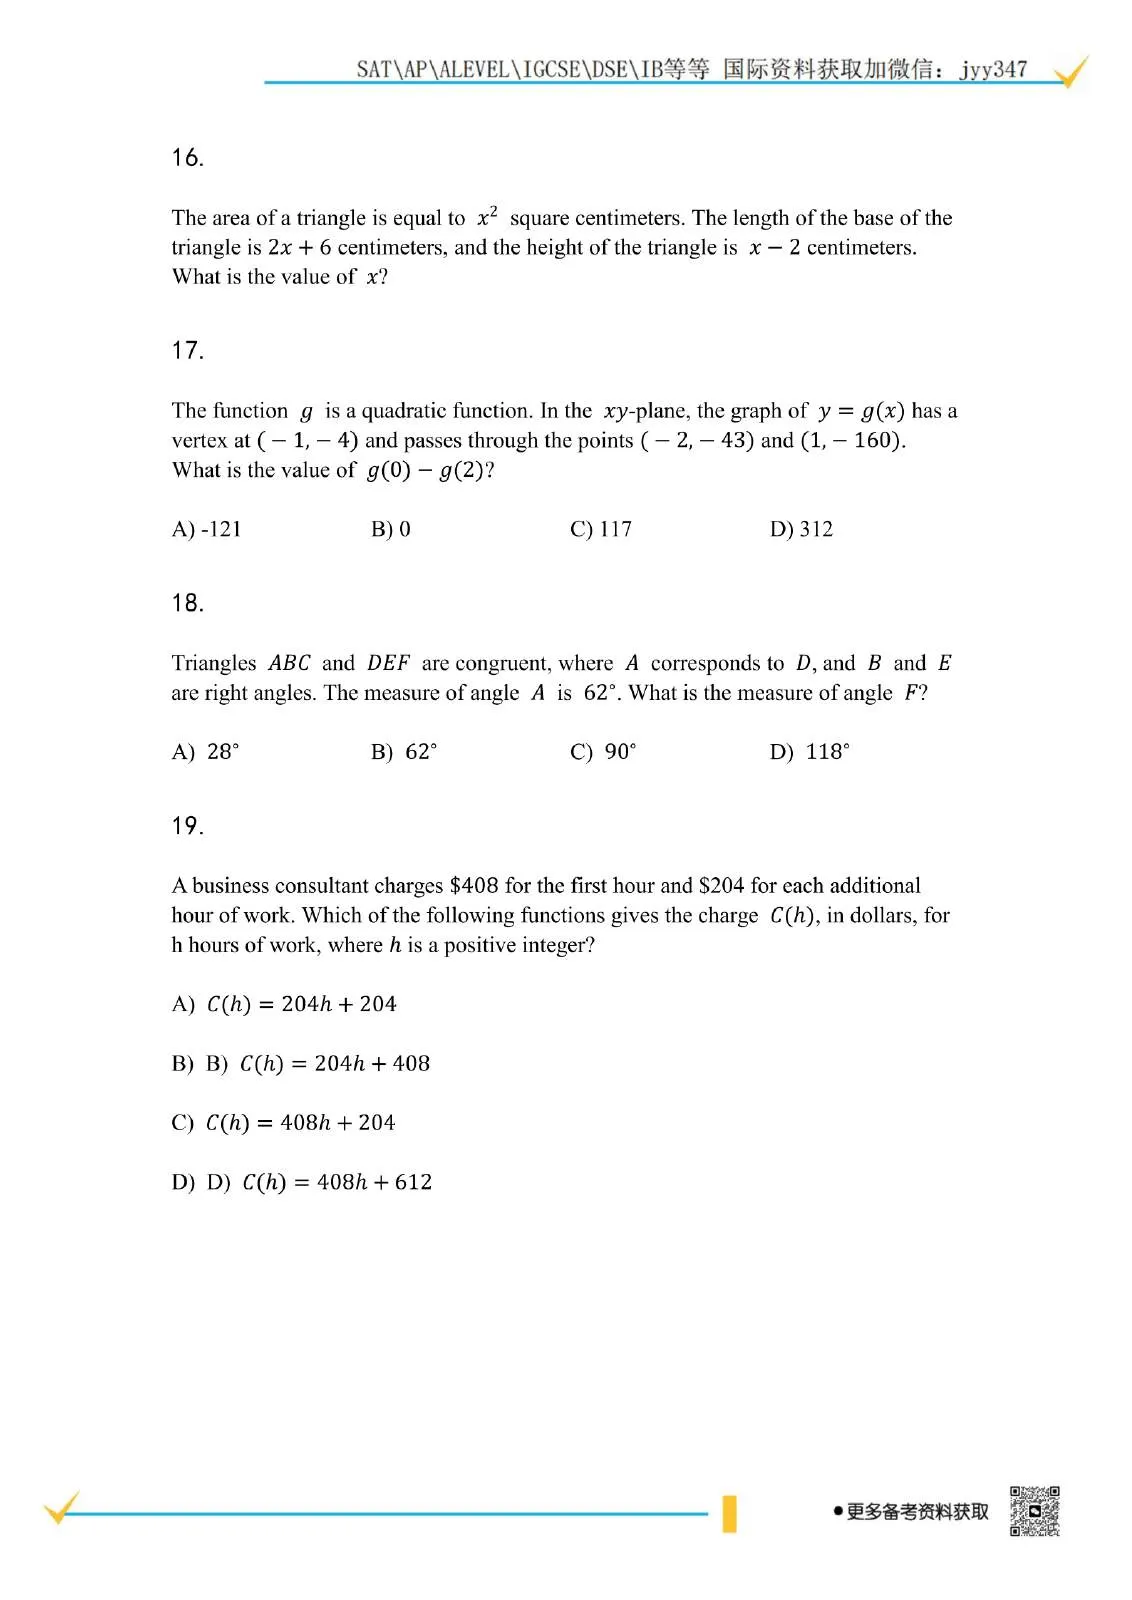 SAT\AP\ALEVEL\IGCSE\DSE\IB等等 国际资料获取加微信：jyy347
16.
The area of a triangle is equal to x² square centimeters. The length of the base of the
triangle is 2x + 6 centimeters, and the height of the triangle is x − 2 centimeters.
What is the value of x?
17.
The function g is a quadratic function. In the xy-plane, the graph of y = g(x) has a
vertex at ( − 1, − 4) and passes through the points ( − 2, − 43) and (1, − 160).
What is the value of g(0) − g(2)?
A) -121 B) 0 C) 117 D) 312
18.
Triangles ABC and DEF are congruent, where A corresponds to D, and B and E
are right angles. The measure of angle A is 62°. What is the measure of angle F?
A) 28° B) 62° C) 90° D) 118°
19.
A business consultant charges $408 for the first hour and $204 for each additional
hour of work. Which of the following functions gives the charge C(h), in dollars, for
h hours of work, where h is a positive integer?
A) C(h) = 204h + 204
B) B) C(h) = 204h + 408
C) C(h) = 408h + 204
D) D) C(h) = 408h + 612
•更多备考资料获取